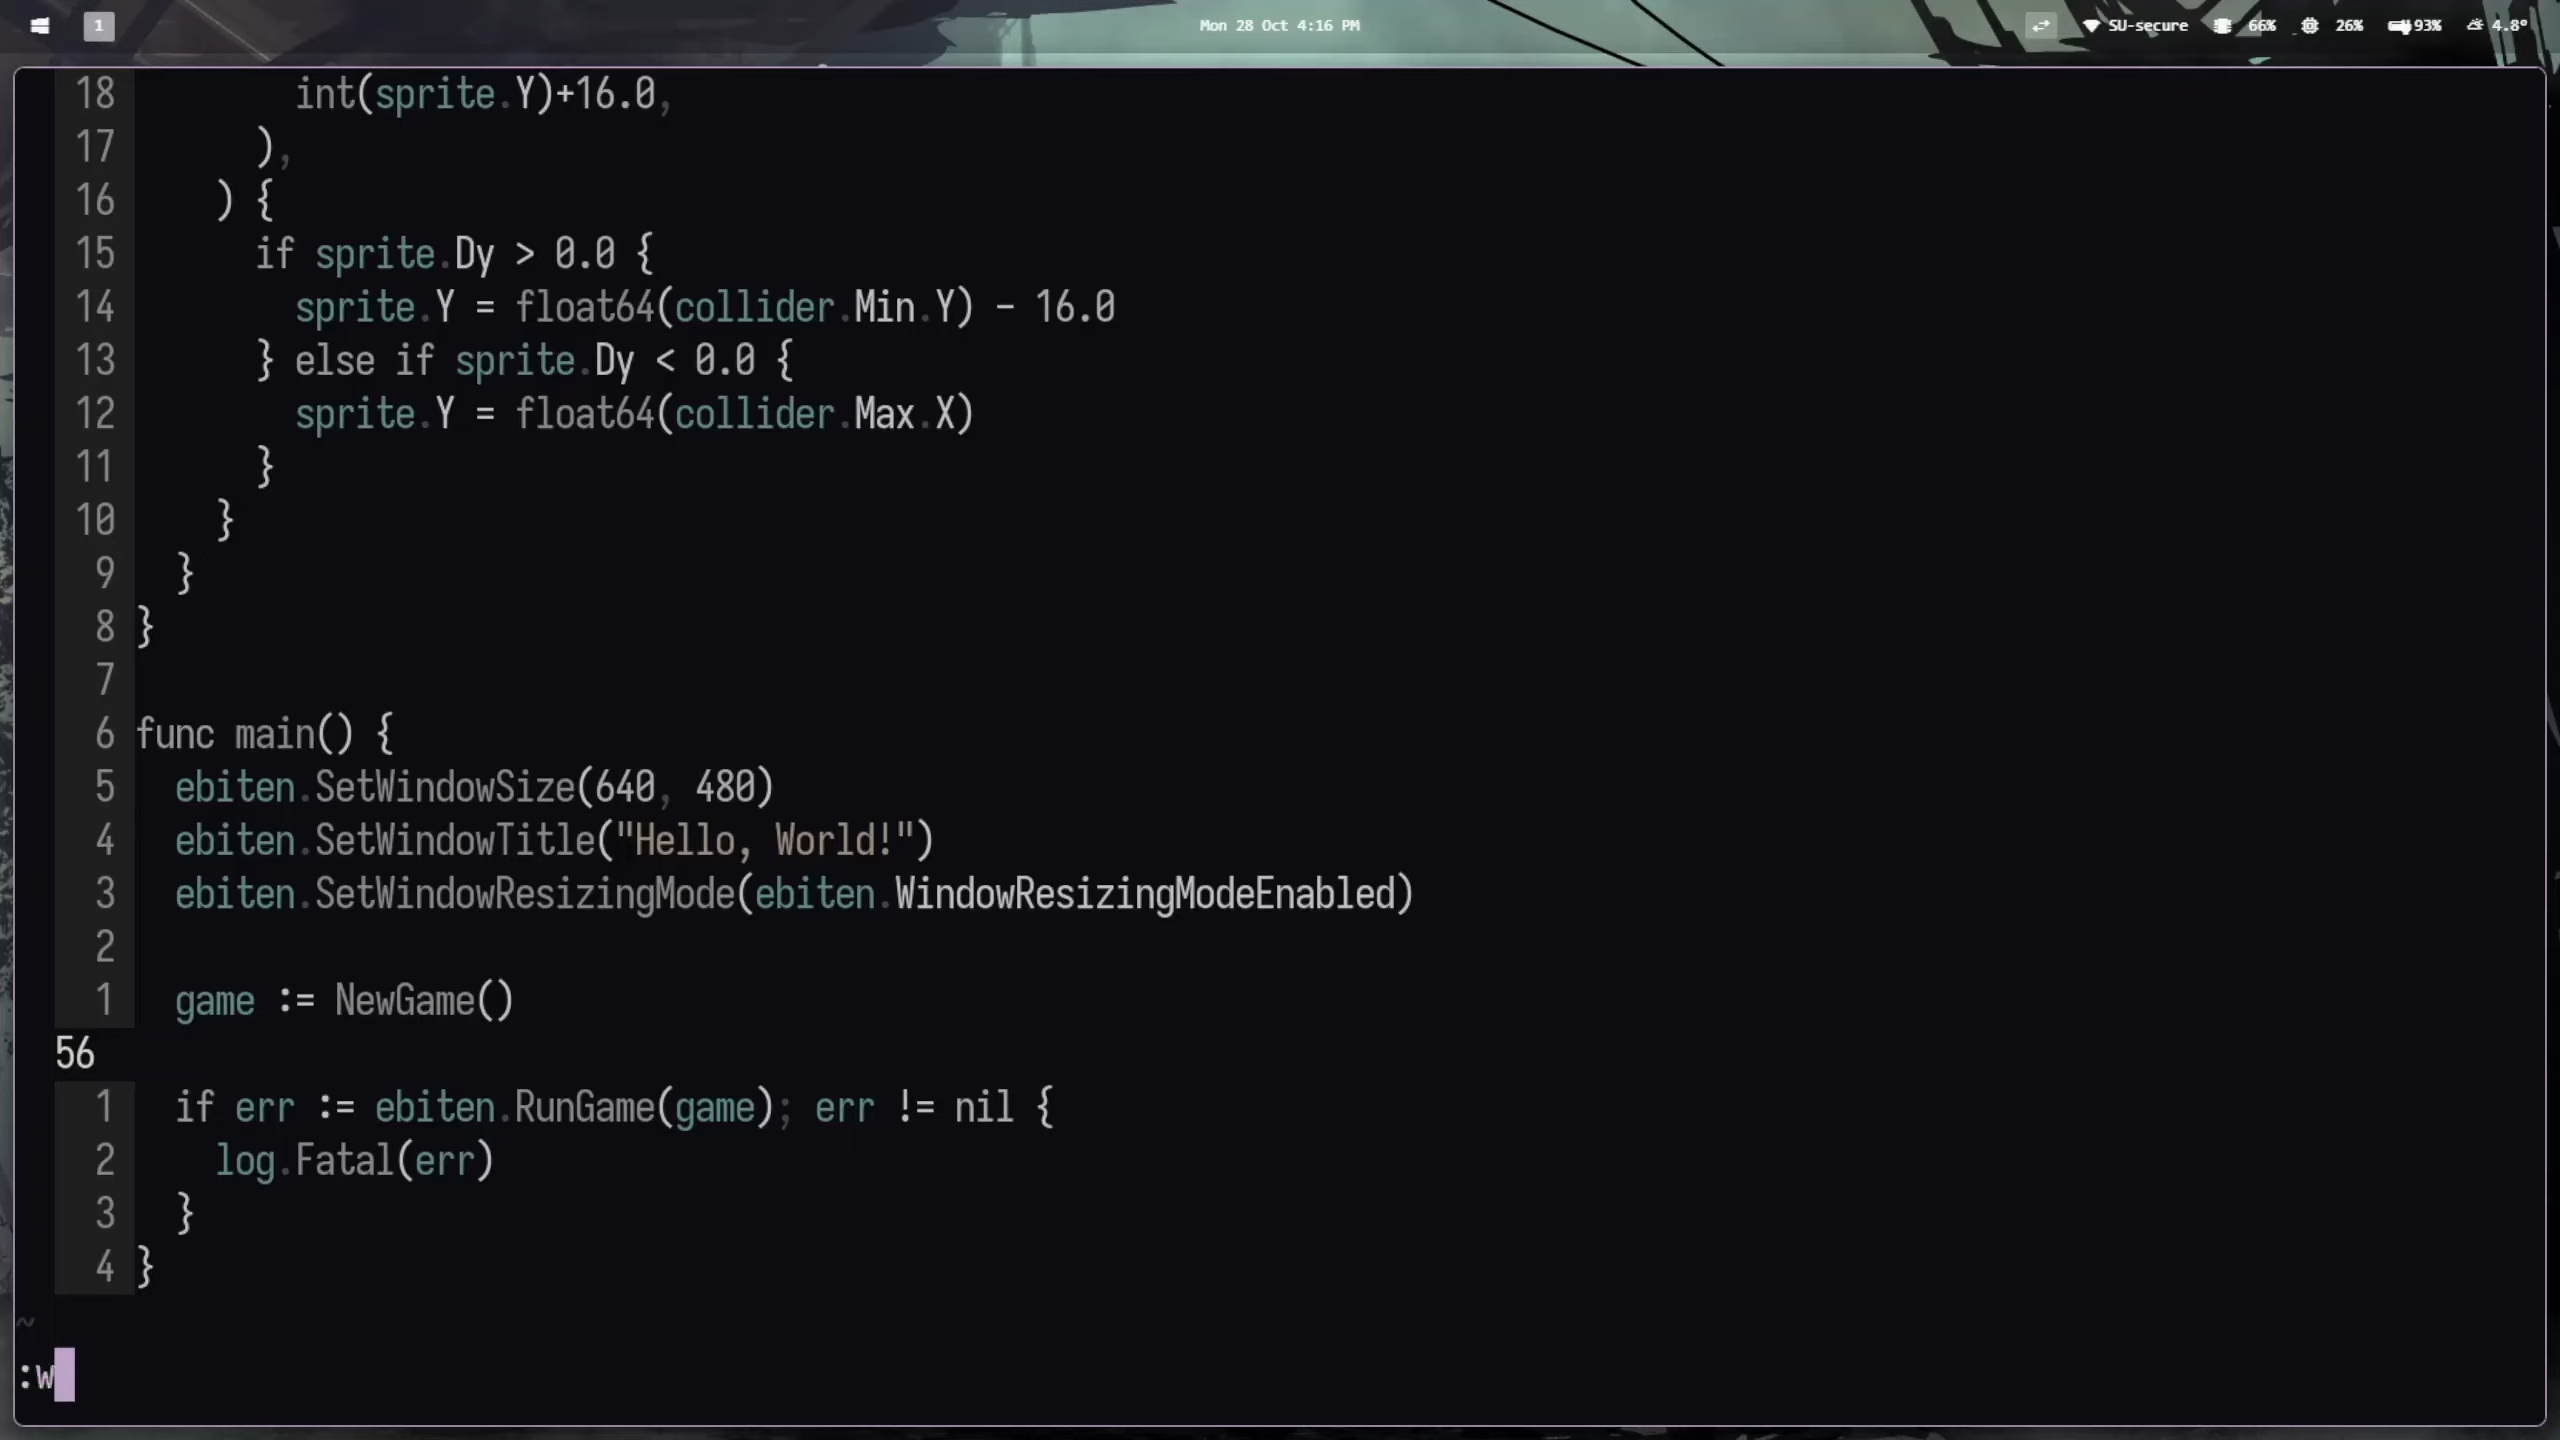 1 Mon 28 Oct 4:16 PM SU-secure 66% 26% 93% 4.8°
18 int(sprite.Y)+16.0,
17 ),
16 ) {
15 if sprite.Dy > 0.0 {
14 sprite.Y = float64(collider.Min.Y) - 16.0
13 } else if sprite.Dy < 0.0 {
12 sprite.Y = float64(collider.Max.X)
11 }
10 }
9 }
8 }
7
6 func main() {
5 ebiten.SetWindowSize(640, 480)
4 ebiten.SetWindowTitle("Hello, World!")
3 ebiten.SetWindowResizingMode(ebiten.WindowResizingModeEnabled)
2
1 game := NewGame()
56
1 if err := ebiten.RunGame(game); err != nil {
2 log.Fatal(err)
3 }
4 }
~
:w